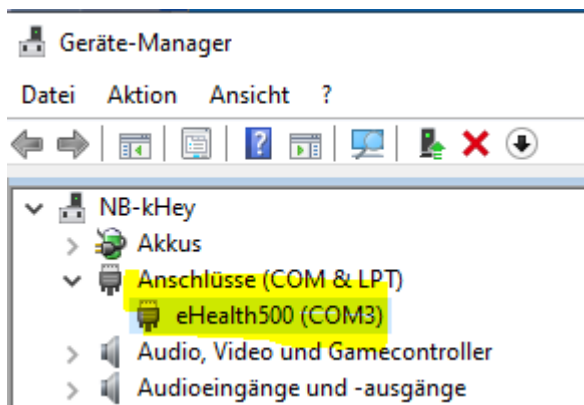 Geräte-Manager
Datei Aktion Ansicht ?
NB-kHey
Akkus
Anschlüsse (COM & LPT)
eHealth500 (COM3)
Audio, Video und Gamecontroller
Audioeingänge und -ausgänge